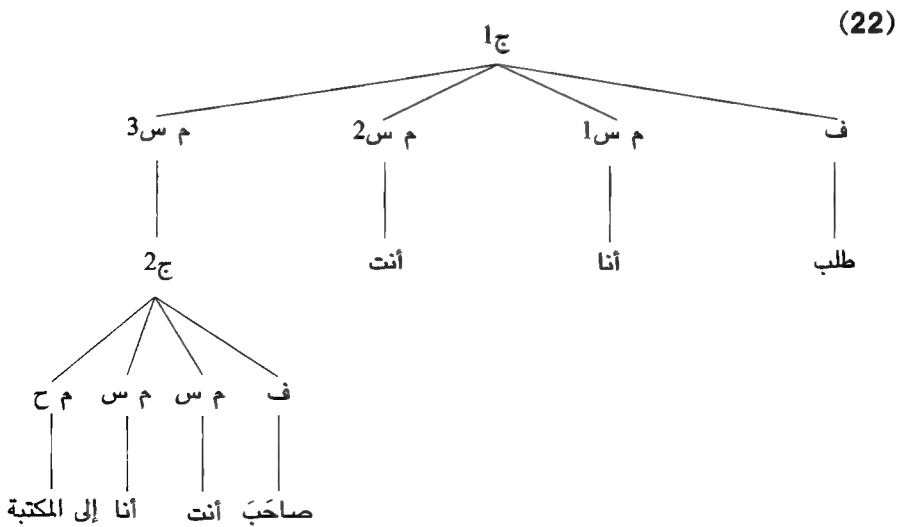 (22)
ج1
ف م س1 م س2 م س3
طلب أنا أنت ج2
ف م س م س م ح
صاحَبَ أنت أنا إلى المكتبة